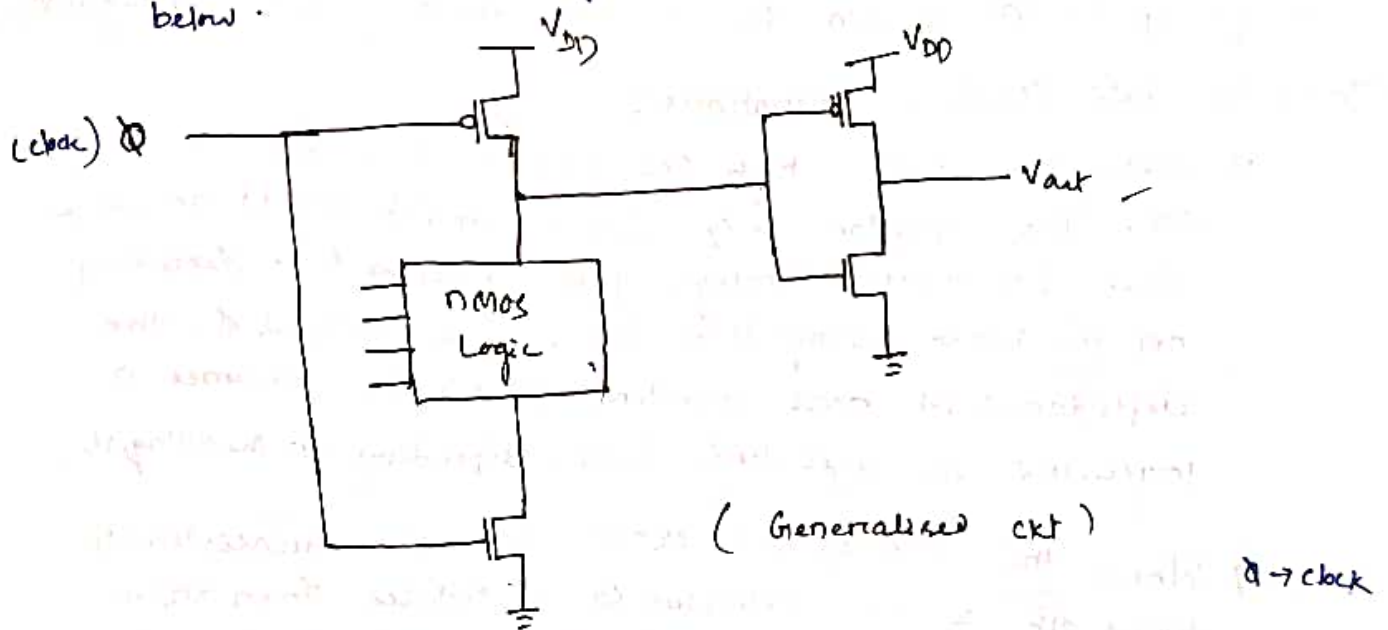 below.
VDD
VDD
(clock) Φ
Vout
nMOS
Logic
( Generalised ckt )
Φ → clock